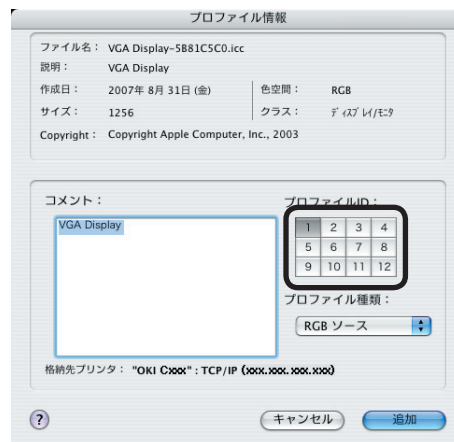 プロファイル情報
ファイル名： VGA Display-5B81C5C0.icc
説明： VGA Display
作成日： 2007年 8月 31日 (金) 色空間： RGB
サイズ： 1256 クラス： ディスプレイ/モニタ
Copyright： Copyright Apple Computer, Inc., 2003
コメント： プロファイルID：
VGA Display
1 2 3 4
5 6 7 8
9 10 11 12
プロファイル種類：
RGB ソース
格納先プリンタ： "OKI Cxxx" : TCP/IP (xxx.xxx.xxx.xxx)
? キャンセル 追加